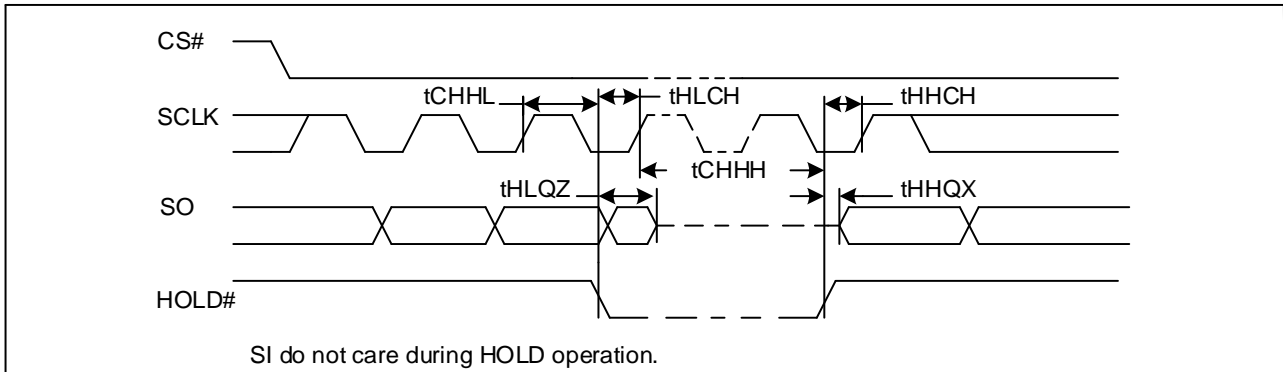 CS#
tCHHL
tHLCH
tHHCH
SCLK
tCHHH
tHLQZ
tHHQX
SO
HOLD#
SI do not care during HOLD operation.